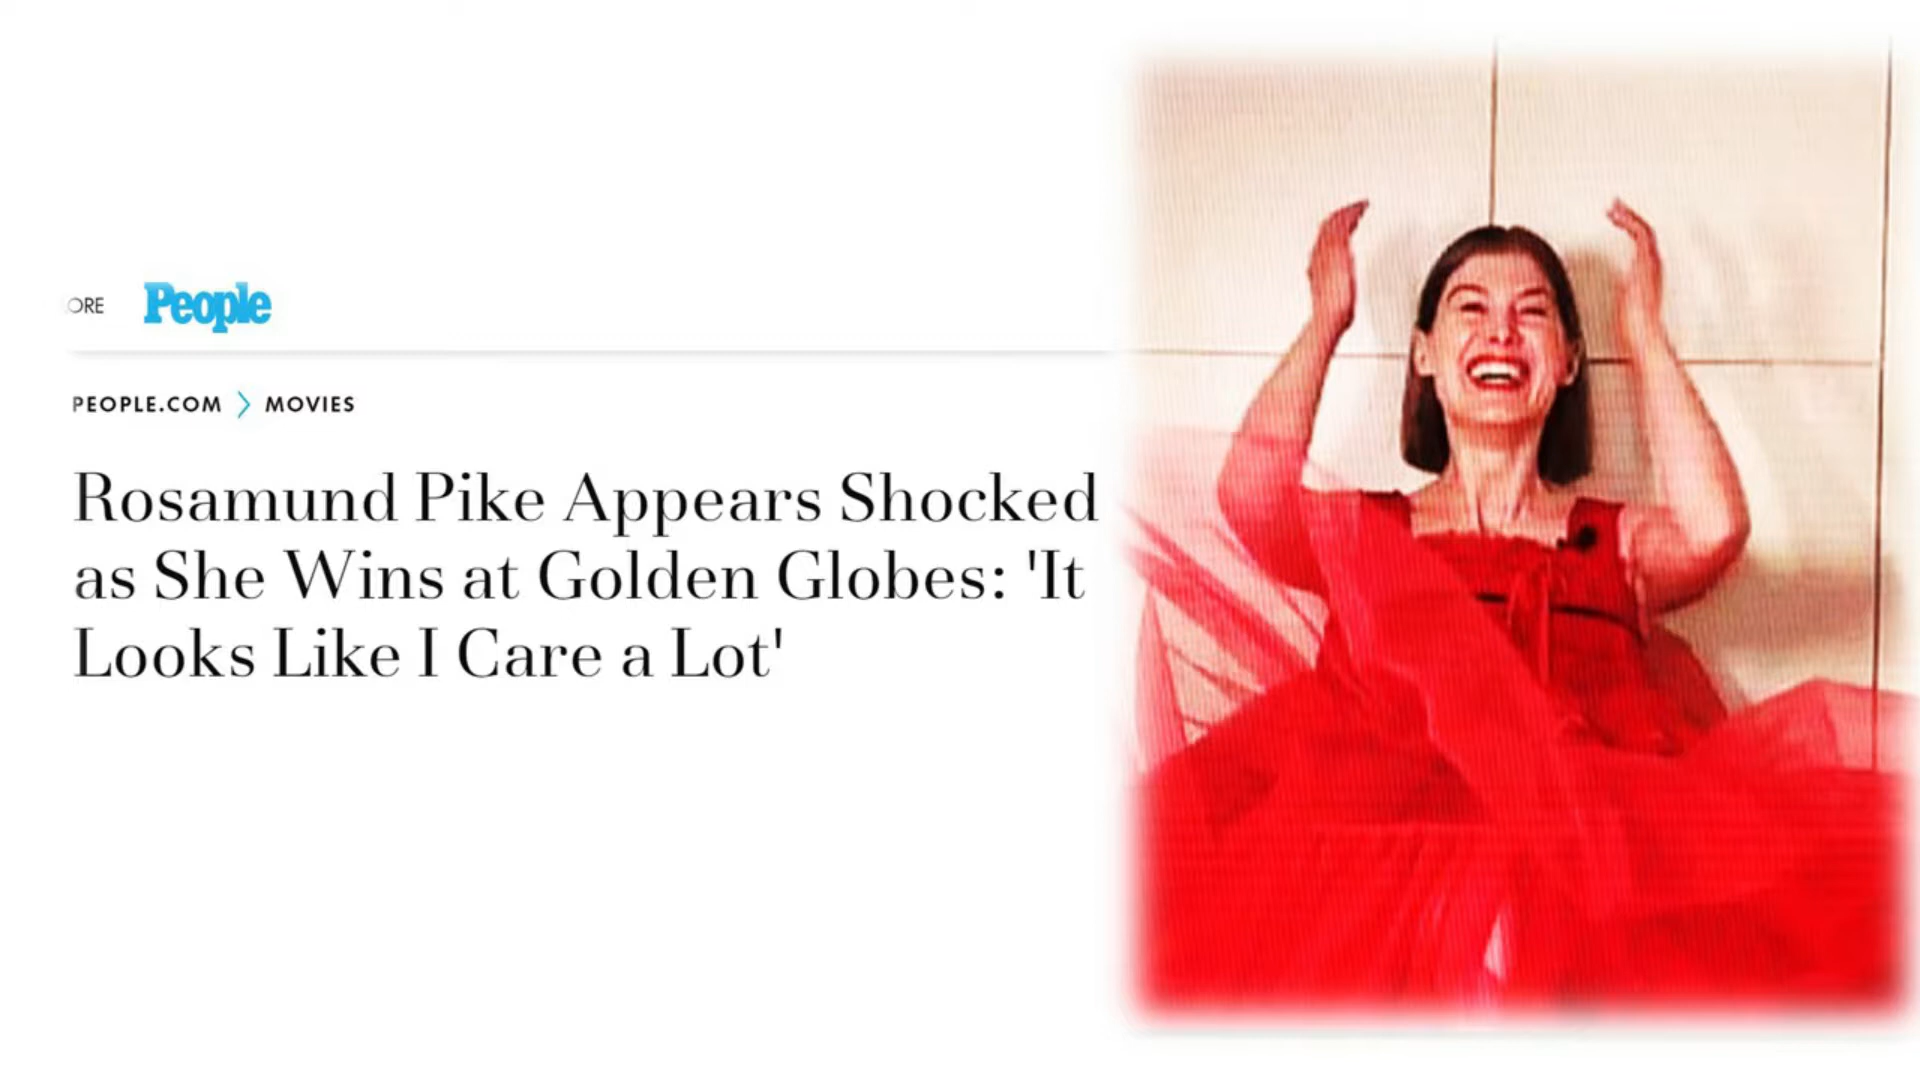 ORE People
PEOPLE.COM > MOVIES
Rosamund Pike Appears Shocked
as She Wins at Golden Globes: 'It
Looks Like I Care a Lot'